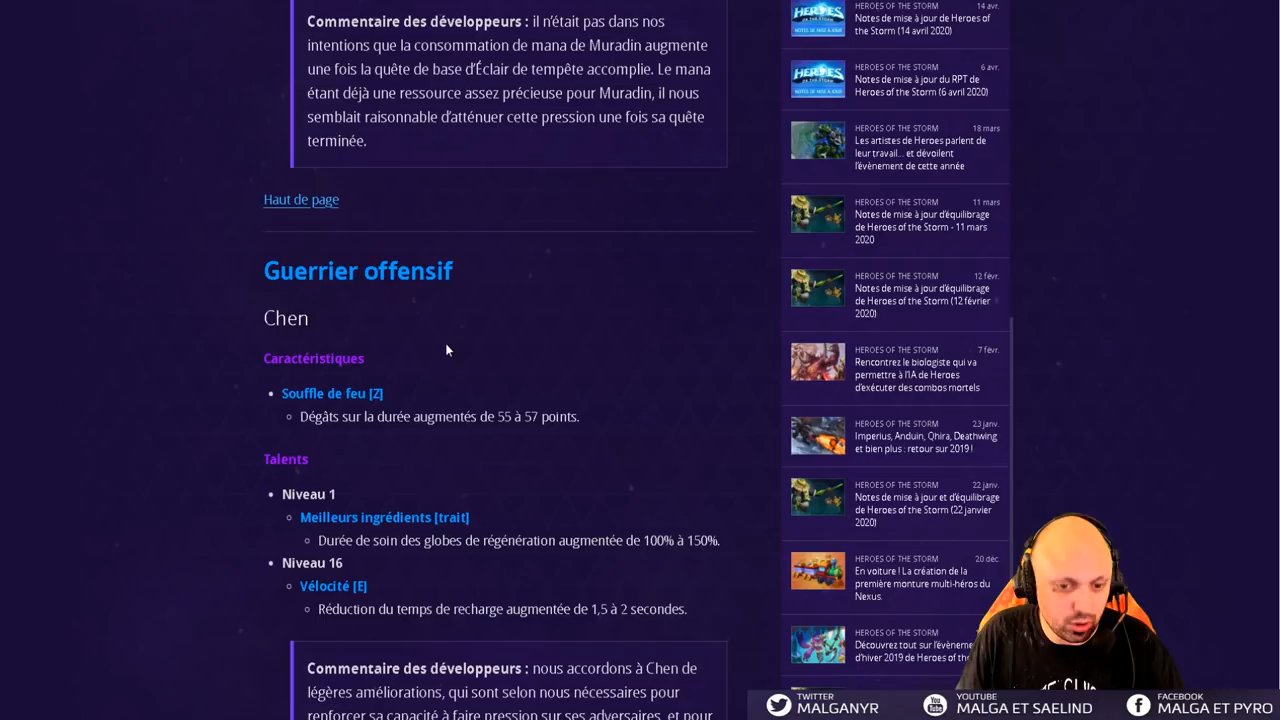 Commentaire des développeurs : il n'était pas dans nos
intentions que la consommation de mana de Muradin augmente
une fois la quête de base d'Éclair de tempête accomplie. Le mana
étant déjà une ressource assez précieuse pour Muradin, il nous
semblait raisonnable d'atténuer cette pression une fois sa quête
terminée.
Haut de page
Guerrier offensif
Chen
Caractéristiques
Souffle de feu [Z]
Dégâts sur la durée augmentés de 55 à 57 points.
Talents
Niveau 1
Meilleurs ingrédients [trait]
Durée de soin des globes de régénération augmentée de 100% à 150%.
Niveau 16
Vélocité [E]
Réduction du temps de recharge augmentée de 1,5 à 2 secondes.
Commentaire des développeurs : nous accordons à Chen de
légères améliorations, qui sont selon nous nécessaires pour
renforcer sa capacité à faire pression sur ses adversaires, et pour
HEROES OF THE STORM 14 avr.
Notes de mise à jour de Heroes of
the Storm (14 avril 2020)
HEROES OF THE STORM 6 avr.
Notes de mise à jour du RPT de
Heroes of the Storm (6 avril 2020)
HEROES OF THE STORM 18 mars
Les artistes de Heroes parlent de
leur travail... et dévoilent
l'évènement de cette année
HEROES OF THE STORM 11 mars
Notes de mise à jour d'équilibrage
de Heroes of the Storm - 11 mars
2020
HEROES OF THE STORM 12 févr.
Notes de mise à jour d'équilibrage
de Heroes of the Storm (12 février
2020)
HEROES OF THE STORM 7 févr.
Rencontrez le biologiste qui va
permettre à l'IA de Heroes
d'exécuter des combos mortels
HEROES OF THE STORM 23 janv.
Imperius, Anduin, Qhira, Deathwing
et bien plus : retour sur 2019 !
HEROES OF THE STORM 22 janv.
Notes de mise à jour et d'équilibrage
de Heroes of the Storm (22 janvier
2020)
HEROES OF THE STORM 20 déc.
En voiture ! La création de la
première monture multi-héros du
Nexus.
HEROES OF THE STORM
Découvrez tout sur l'évèneme
d'hiver 2019 de Heroes of the
TWITTER
MALGANYR
YOUTUBE
MALGA ET SAELIND
FACEBOOK
MALGA ET PYRO